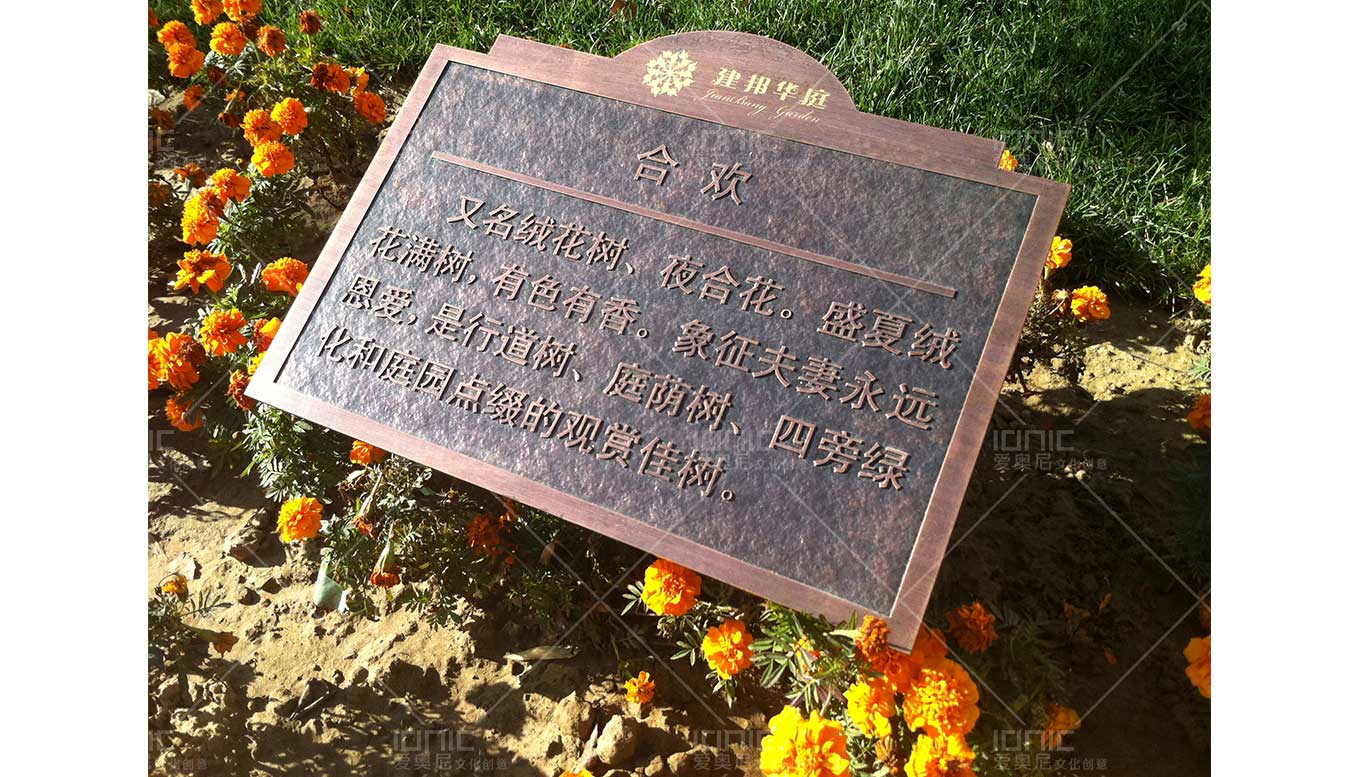 建邦华庭
JianBang Garden
合欢
又名绒花树、夜合花。盛夏绒
花满树，有色有香。象征夫妻永远
恩爱，是行道树、庭荫树、四旁绿
化和庭园点缀的观赏佳树。
IONIC
爱奥尼文化创意